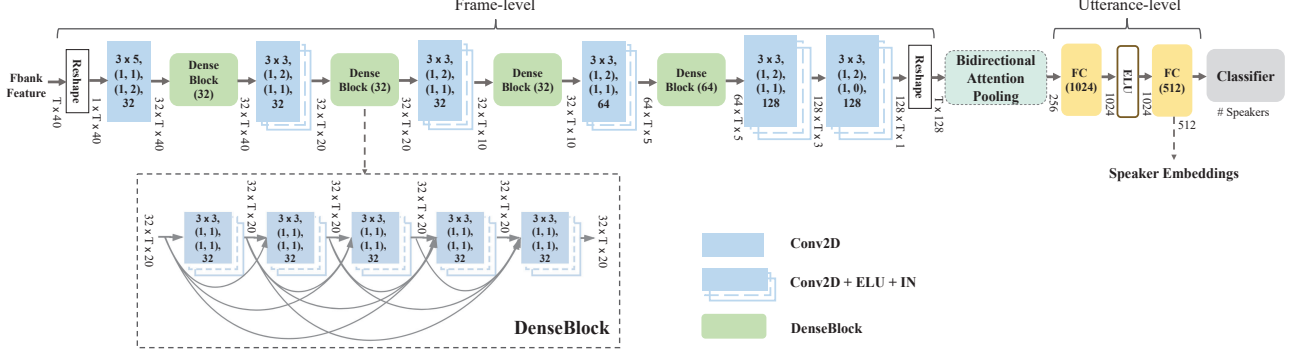 Frame-level
Utterance-level
Fbank
Feature
T x 40
Reshape
1 x T x 40
3 x 5,
(1, 1),
(1, 2),
32
32 x T x 40
Dense
Block
(32)
32 x T x 40
3 x 3,
(1, 2),
(1, 1),
32
32 x T x 20
Dense
Block (32)
32 x T x 20
3 x 3,
(1, 2),
(1, 1),
32
32 x T x 10
Dense
Block (32)
32 x T x 10
3 x 3,
(1, 2),
(1, 1),
64
64 x T x 5
Dense
Block (64)
64 x T x 5
3 x 3,
(1, 2),
(1, 1),
128
128 x T x 3
3 x 3,
(1, 2),
(1, 0),
128
128 x T x 1
Reshape
T x 128
Bidirectional
Attention
Pooling
256
FC
(1024)
1024
ELU
1024
FC
(512)
512
Classifier
# Speakers
Speaker Embeddings
32 x T x 20
3 x 3,
(1, 1),
(1, 1),
32
32 x T x 20
3 x 3,
(1, 1),
(1, 1),
32
32 x T x 20
3 x 3,
(1, 1),
(1, 1),
32
32 x T x 20
3 x 3,
(1, 1),
(1, 1),
32
32 x T x 20
3 x 3,
(1, 1),
(1, 1),
32
32 x T x 20
DenseBlock
Conv2D
Conv2D + ELU + IN
DenseBlock